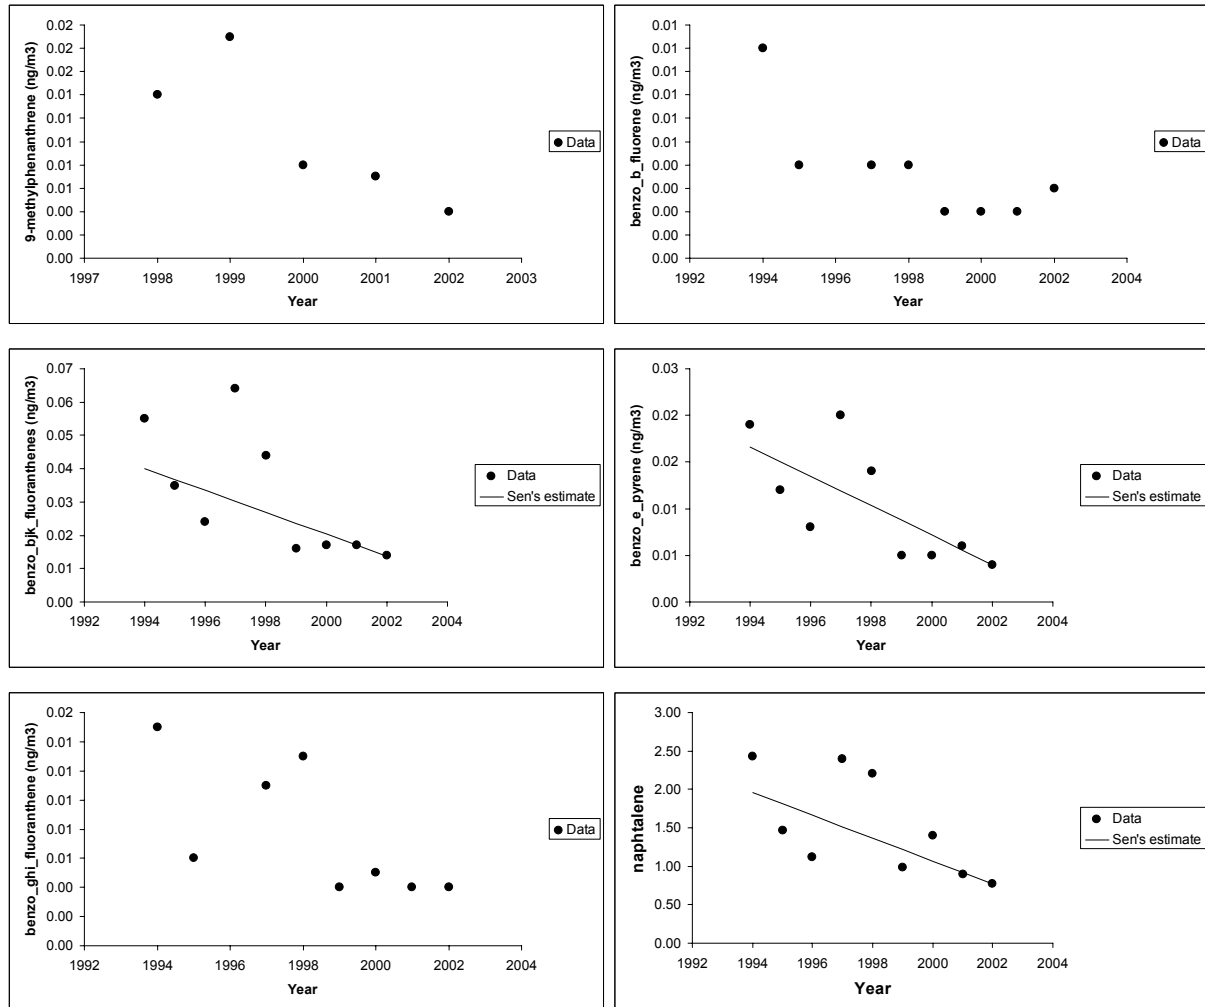 9-methylphenanthrene (ng/m3)
0.02
0.02
0.02
0.01
0.01
0.01
0.01
0.01
0.00
0.00
0.00
1997 1998 1999 2000 2001 2002 2003
Year
Data
benzo_b_fluorene (ng/m3)
0.01
0.01
0.01
0.01
0.01
0.01
0.00
0.00
0.00
0.00
0.00
1992 1994 1996 1998 2000 2002 2004
Year
Data
benzo_bjk_fluoranthenes (ng/m3)
0.07
0.06
0.05
0.04
0.03
0.02
0.01
0.00
1992 1994 1996 1998 2000 2002 2004
Year
Data
Sen's estimate
benzo_e_pyrene (ng/m3)
0.03
0.02
0.02
0.01
0.01
0.00
1992 1994 1996 1998 2000 2002 2004
Year
Data
Sen's estimate
benzo_ghi_fluoranthene (ng/m3)
0.02
0.01
0.01
0.01
0.01
0.01
0.00
0.00
0.00
1992 1994 1996 1998 2000 2002 2004
Year
Data
naphtalene
3.00
2.50
2.00
1.50
1.00
0.50
0.00
1992 1994 1996 1998 2000 2002 2004
Year
Data
Sen's estimate